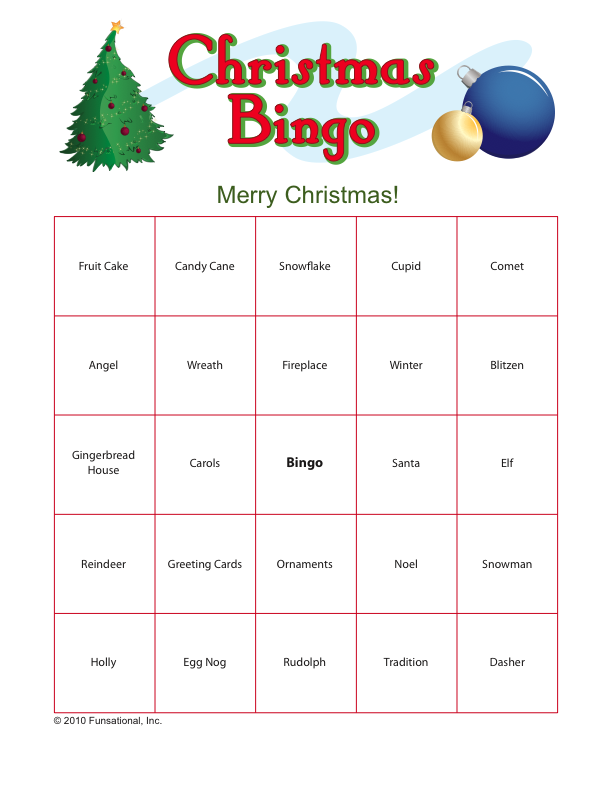 Christmas
Bingo
Merry Christmas!
Fruit Cake
Candy Cane
Snowflake
Cupid
Comet
Angel
Wreath
Fireplace
Winter
Blitzen
Gingerbread
House
Carols
Bingo
Santa
Elf
Reindeer
Greeting Cards
Ornaments
Noel
Snowman
Holly
Egg Nog
Rudolph
Tradition
Dasher
© 2010 Funsational, Inc.